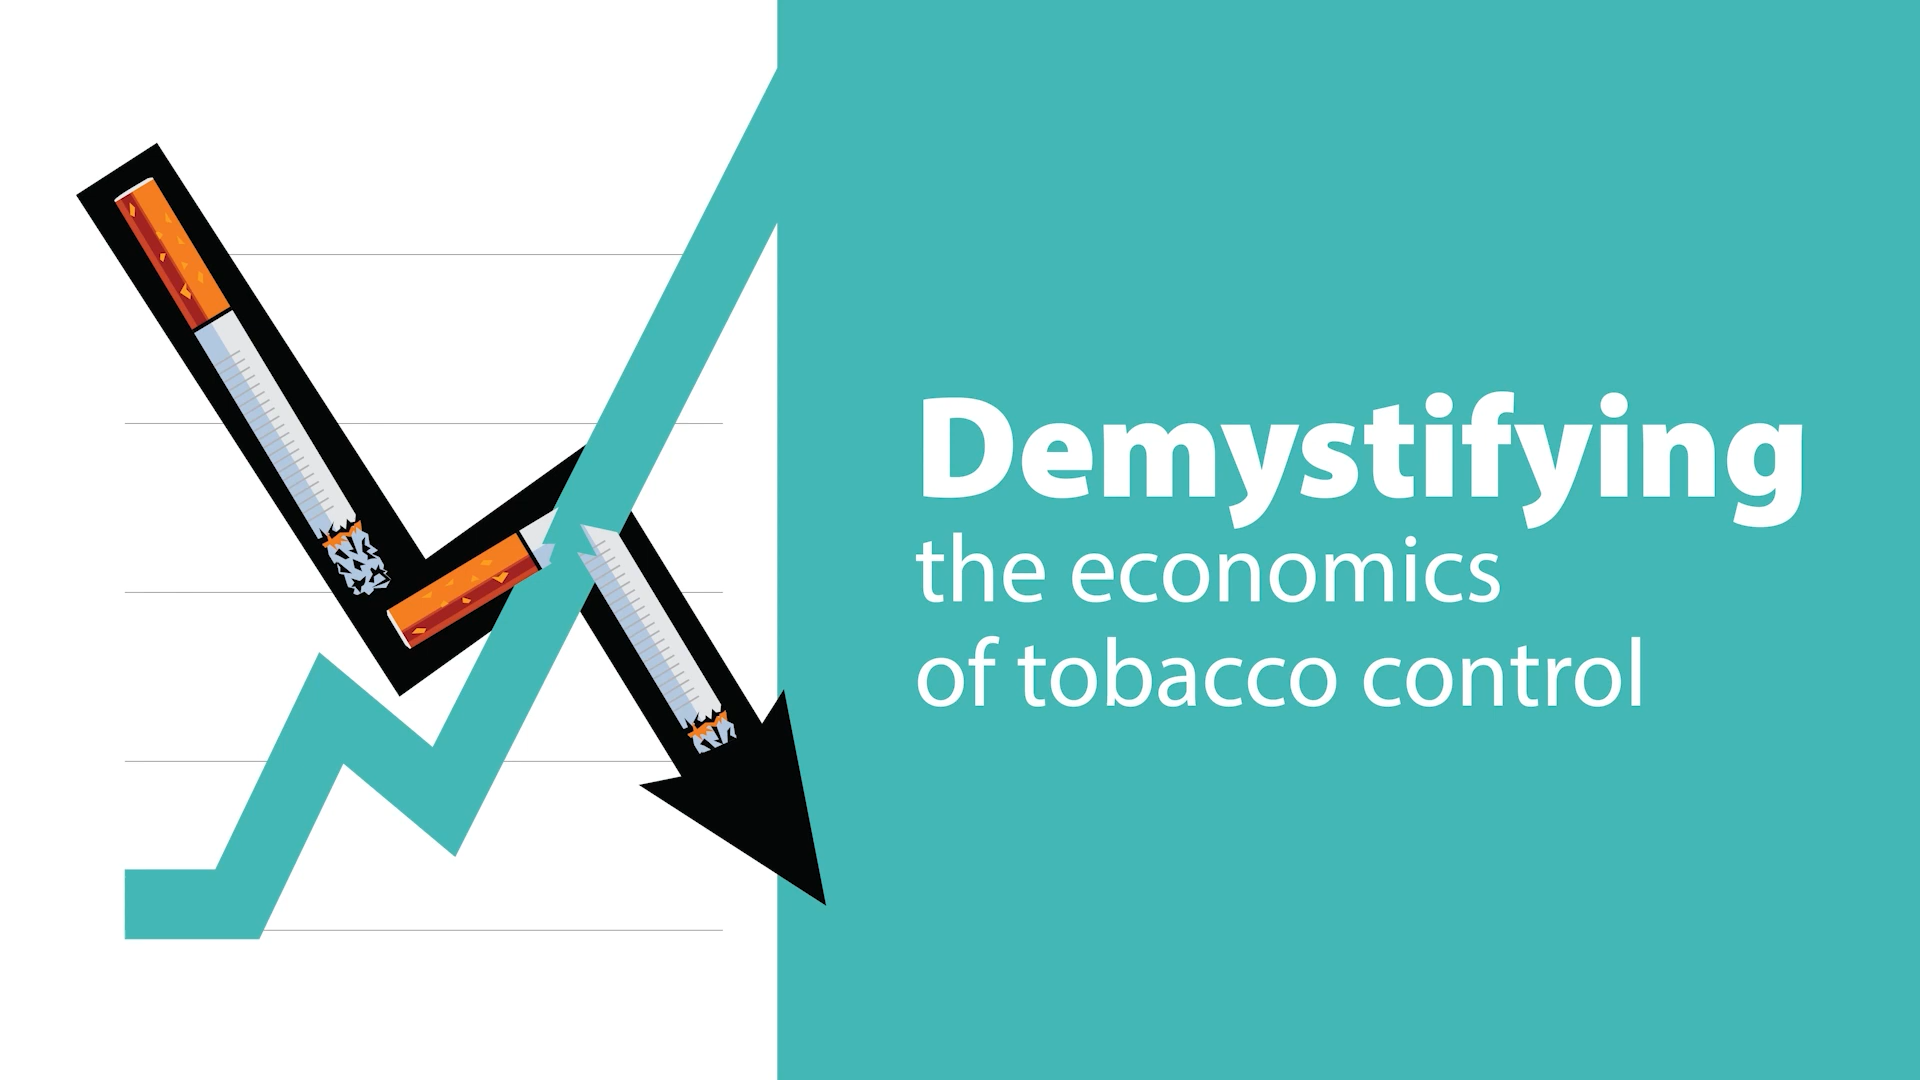 Demystifying
the economics
of tobacco control